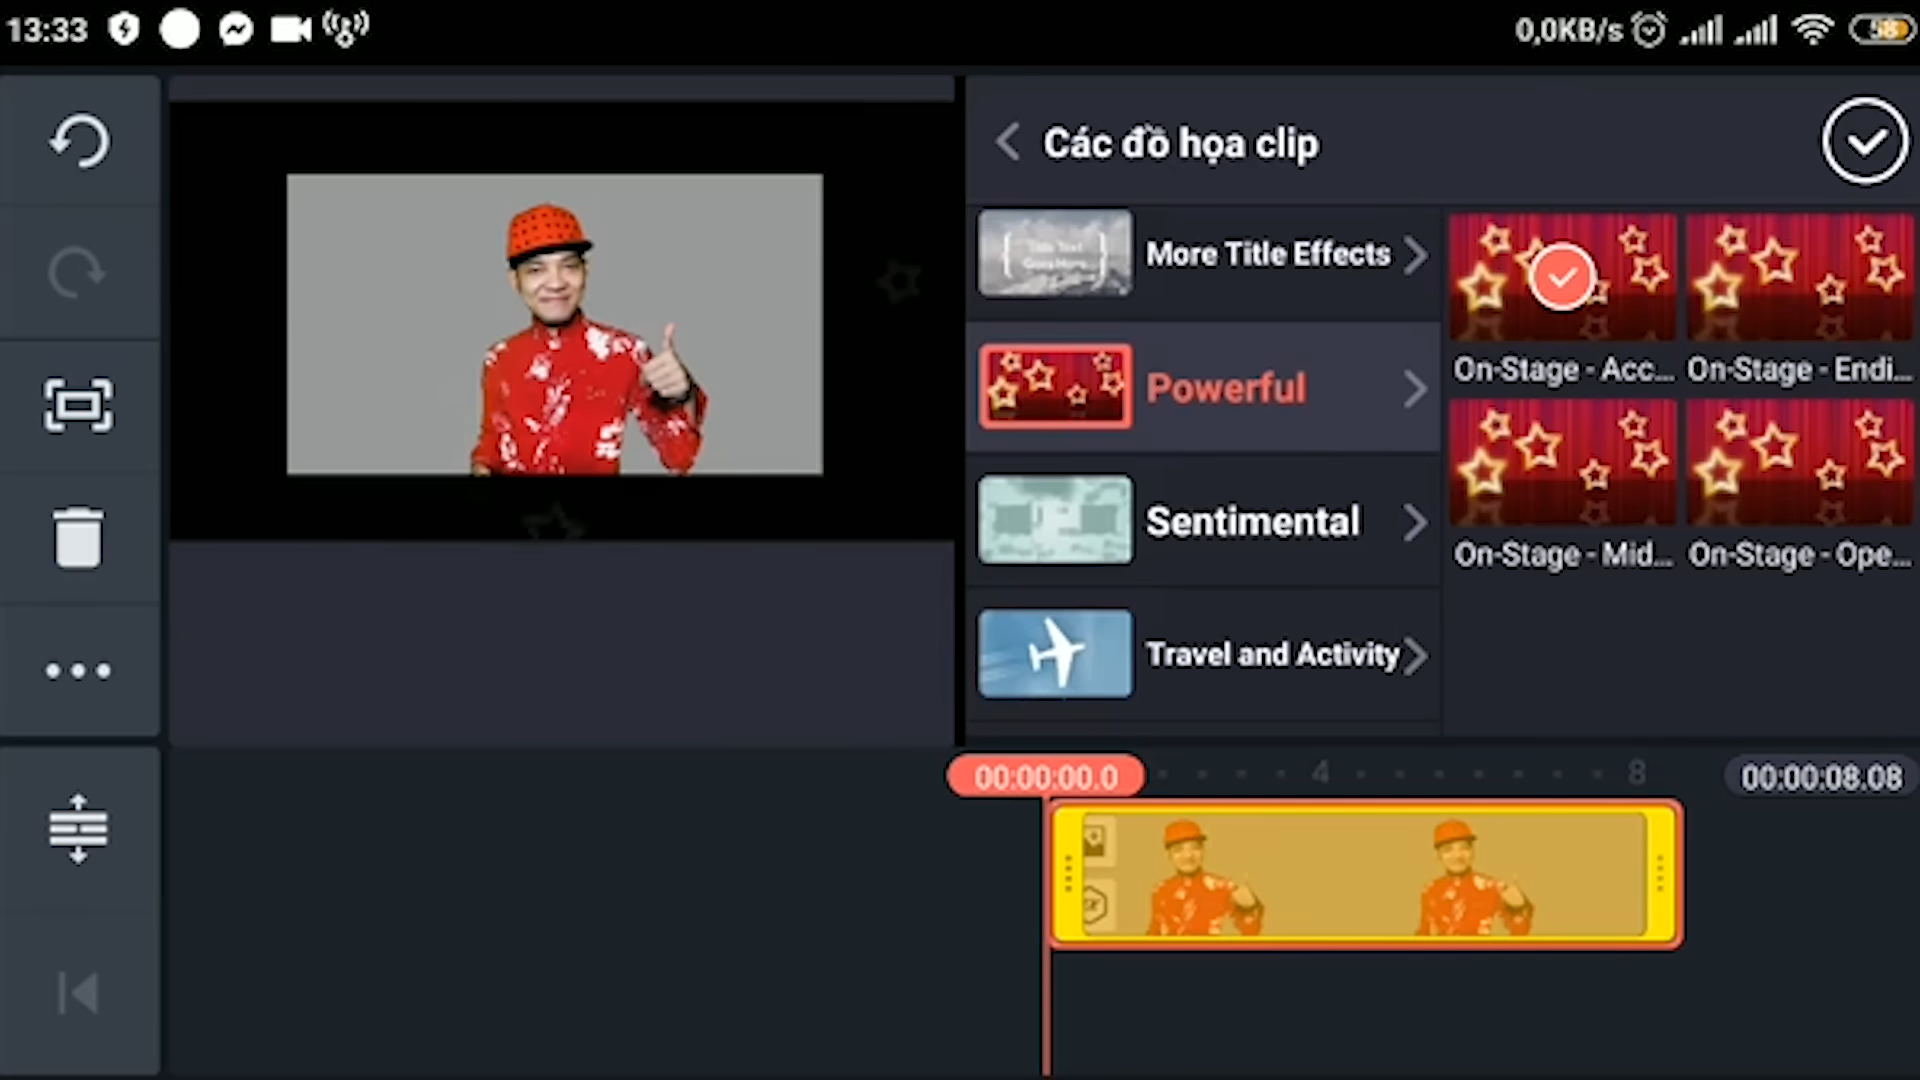 13:33
0,0KB/s
58
Các đồ họa clip
More Title Effects
Powerful
Sentimental
Travel and Activity
On-Stage - Acc...
On-Stage - Endi...
On-Stage - Mid...
On-Stage - Ope...
00:00:00.0
4
8
00:00:08.08